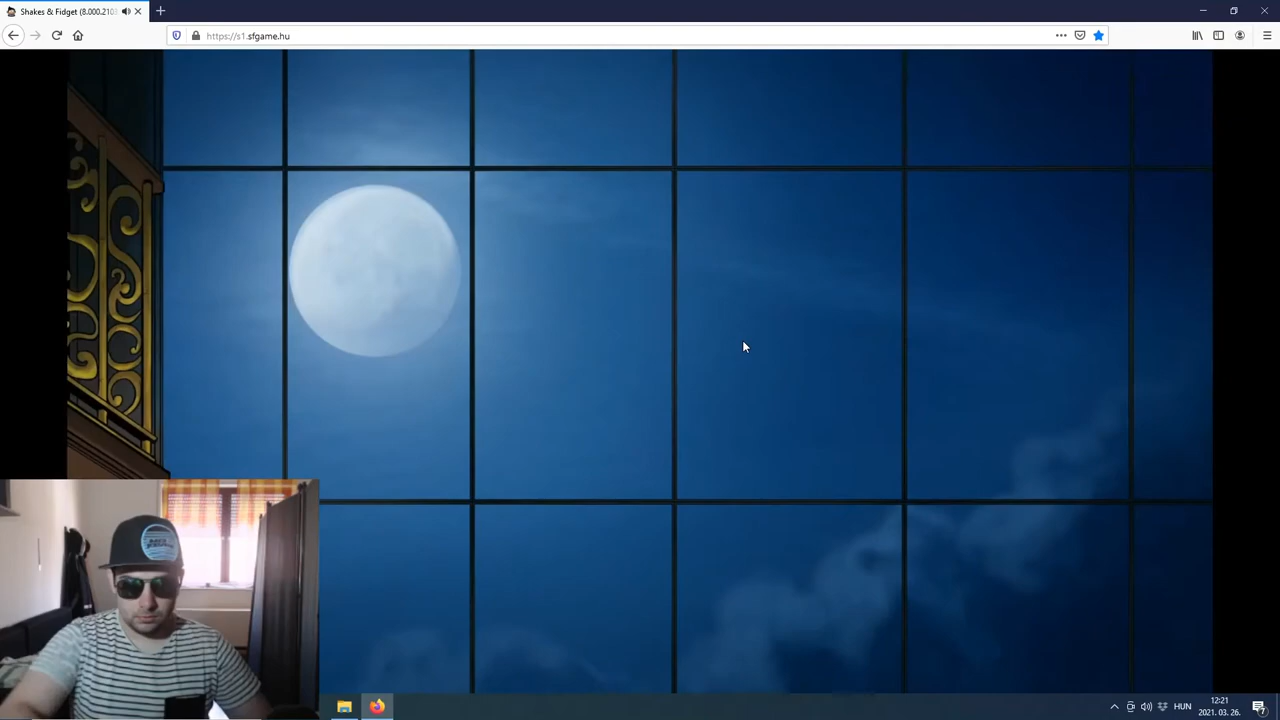 Shakes & Fidget (8.000.210
https://s1.sfgame.hu
HUN
12:21
2021. 03. 26.